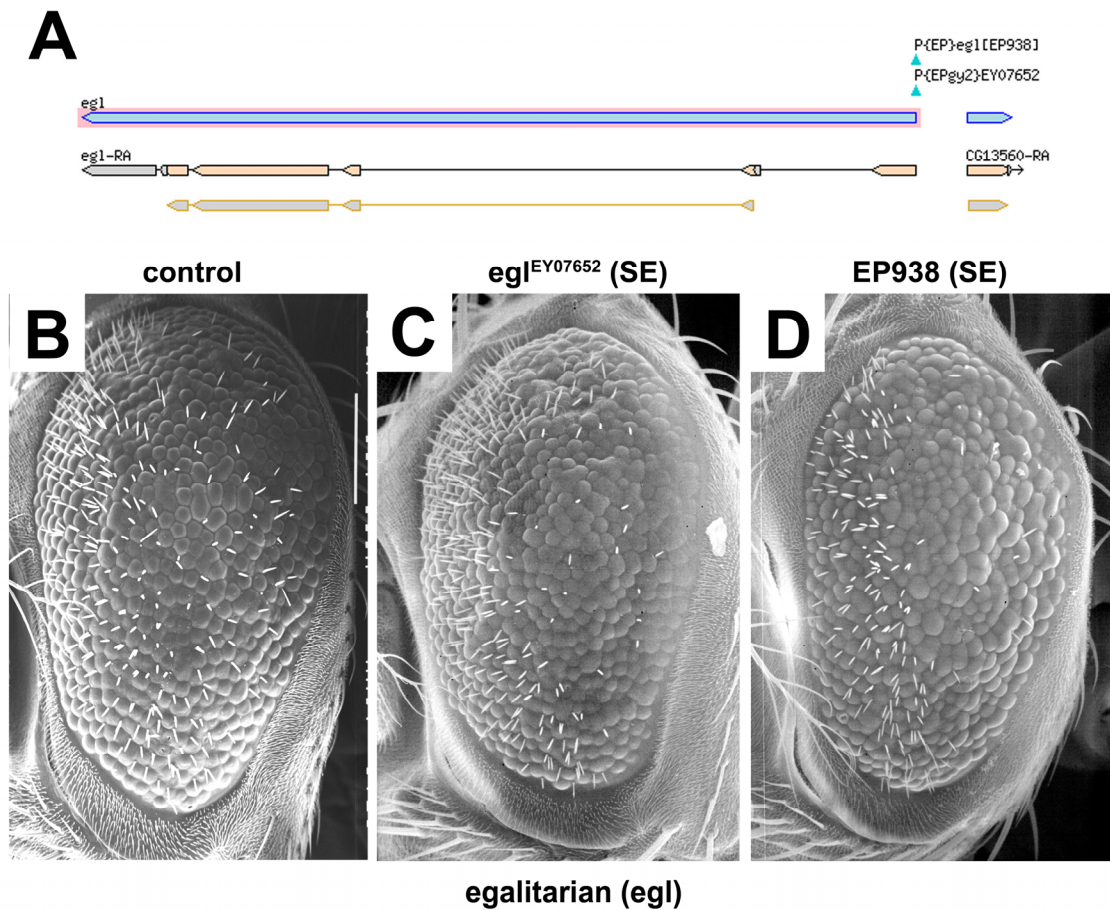 A
P{EP}egl[EP938]
P{EPgy2}EY07652
egl
egl-RA
CG13560-RA
control
egl^EY07652 (SE)
EP938 (SE)
B
C
D
egalitarian (egl)